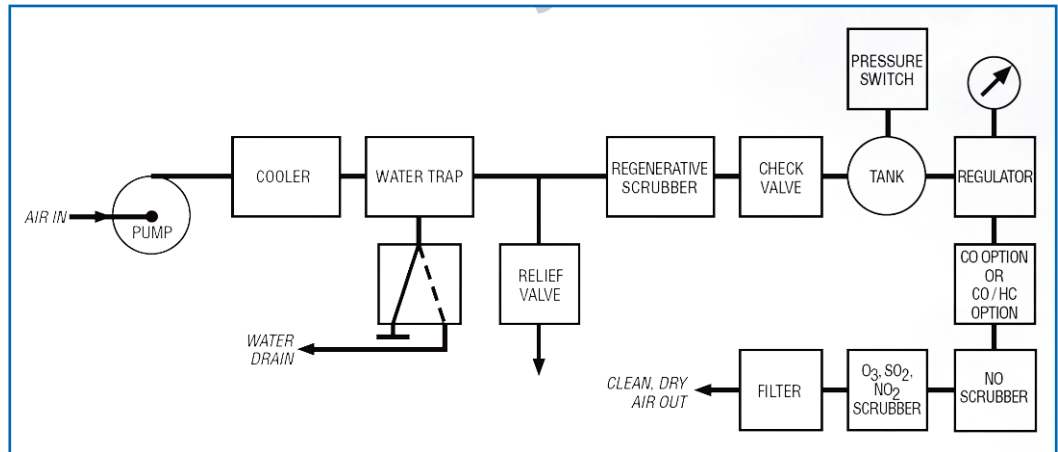 PRESSURE
SWITCH
COOLER
WATER TRAP
REGENERATIVE
SCRUBBER
CHECK
VALVE
TANK
REGULATOR
AIR IN
PUMP
RELIEF
VALVE
CO OPTION
OR
CO / HC
OPTION
WATER
DRAIN
CLEAN, DRY
AIR OUT
FILTER
O3, SO2,
NO2
SCRUBBER
NO
SCRUBBER